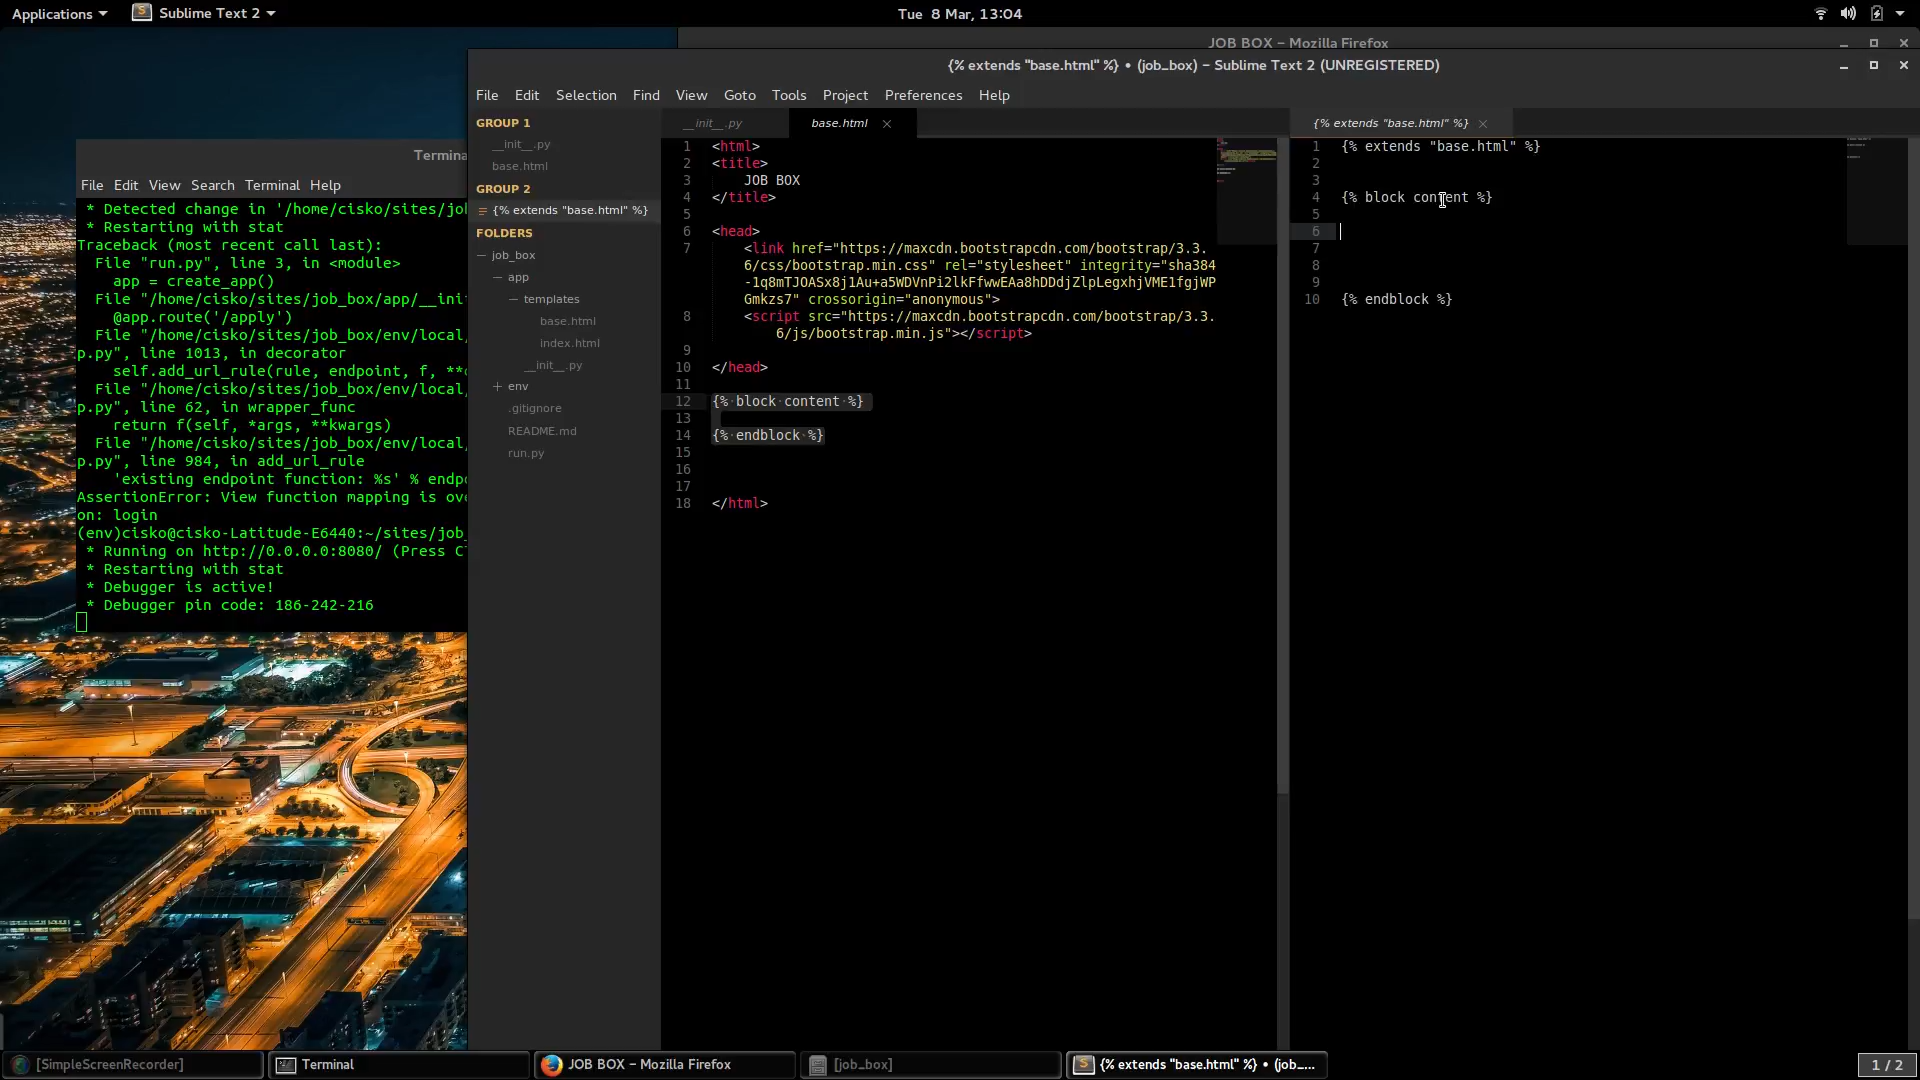 Applications
Sublime Text 2
Tue 8 Mar, 13:04
JOB BOX – Mozilla Firefox
{% extends "base.html" %} • (job_box) – Sublime Text 2 (UNREGISTERED)
File Edit Selection Find View Goto Tools Project Preferences Help
Termina
File Edit View Search Terminal Help
* Detected change in '/home/cisko/sites/jo
* Restarting with stat
Traceback (most recent call last):
File "run.py", line 3, in <module>
app = create_app()
File "/home/cisko/sites/job_box/app/__ini
@app.route('/apply')
File "/home/cisko/sites/job_box/env/local/
p.py", line 1013, in decorator
self.add_url_rule(rule, endpoint, f, **
File "/home/cisko/sites/job_box/env/local/
p.py", line 62, in wrapper_func
return f(self, *args, **kwargs)
File "/home/cisko/sites/job_box/env/local/
p.py", line 984, in add_url_rule
'existing endpoint function: %s' % endp
AssertionError: View function mapping is ov
on: login
(env)cisko@cisko-Latitude-E6440:~/sites/job_
* Running on http://0.0.0.0:8080/ (Press C
* Restarting with stat
* Debugger is active!
* Debugger pin code: 186-242-216
GROUP 1
__init__.py
base.html
GROUP 2
{% extends "base.html" %}
FOLDERS
job_box
app
templates
base.html
index.html
__init__.py
env
.gitignore
README.md
run.py
__init__.py
base.html
1 <html>
2 <title>
3 JOB BOX
4 </title>
5
6 <head>
7 <link href="https://maxcdn.bootstrapcdn.com/bootstrap/3.3.
6/css/bootstrap.min.css" rel="stylesheet" integrity="sha384
-1q8mTJOASx8j1Au+a5WDVnPi2lkFfwwEAa8hDDdjZlpLegxhjVME1fgjWP
Gmkzs7" crossorigin="anonymous">
8 <script src="https://maxcdn.bootstrapcdn.com/bootstrap/3.3.
6/js/bootstrap.min.js"></script>
9
10 </head>
11
12 {% block content %}
13
14 {% endblock %}
15
16
17
18 </html>
{% extends "base.html" %}
1 {% extends "base.html" %}
2
3
4 {% block content %}
5
6
7
8
9
10 {% endblock %}
[SimpleScreenRecorder]
Terminal
JOB BOX – Mozilla Firefox
[job_box]
{% extends "base.html" %} • (job_...
1 / 2